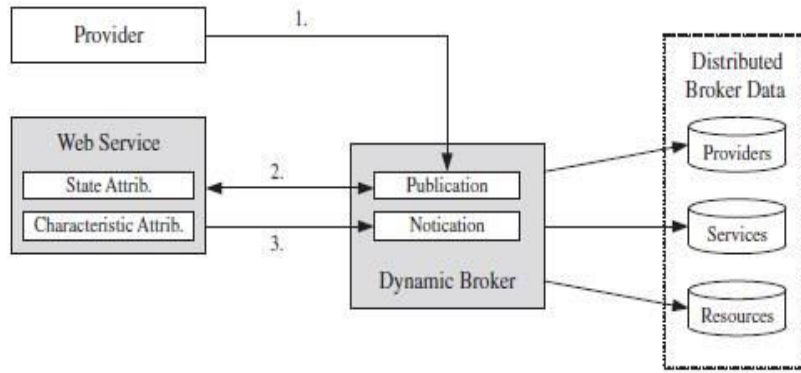 1.
Provider
Distributed
Broker Data
Web Service
2.
Providers
State Attrib.
Publication
Characteristic Attrib.
Notication
Services
3.
Dynamic Broker
Resources